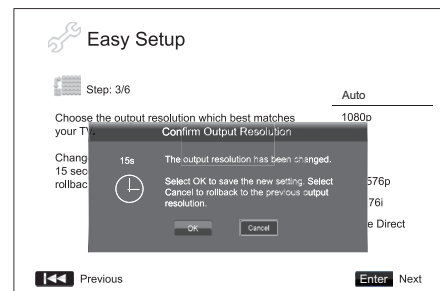 Easy Setup
Step: 3/6
Choose the output resolution which best matches
your TV.
Chang
15 sec
rollbac
Auto
1080p
576p
76i
e Direct
Confirm Output Resolution
15s
The output resolution has been changed.
Select OK to save the new setting. Select
Cancel to rollback to the previous output
resolution.
OK
Cancel
Previous
Enter Next